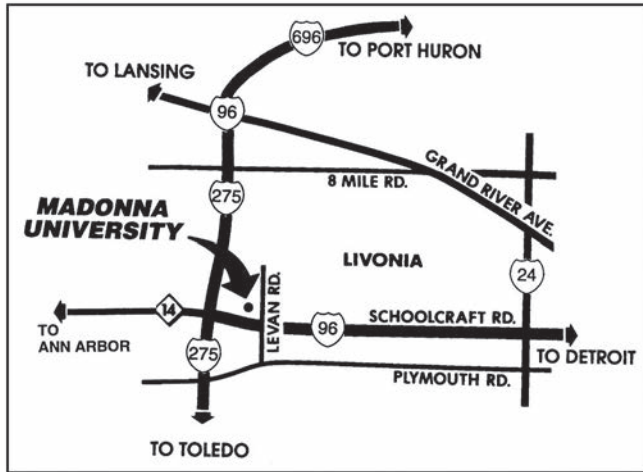 696
TO PORT HURON
TO LANSING
96
GRAND RIVER AVE.
8 MILE RD.
275
MADONNA
UNIVERSITY
LIVONIA
24
LEVAN RD.
14
SCHOOLCRAFT RD.
96
TO
ANN ARBOR
275
TO DETROIT
PLYMOUTH RD.
TO TOLEDO